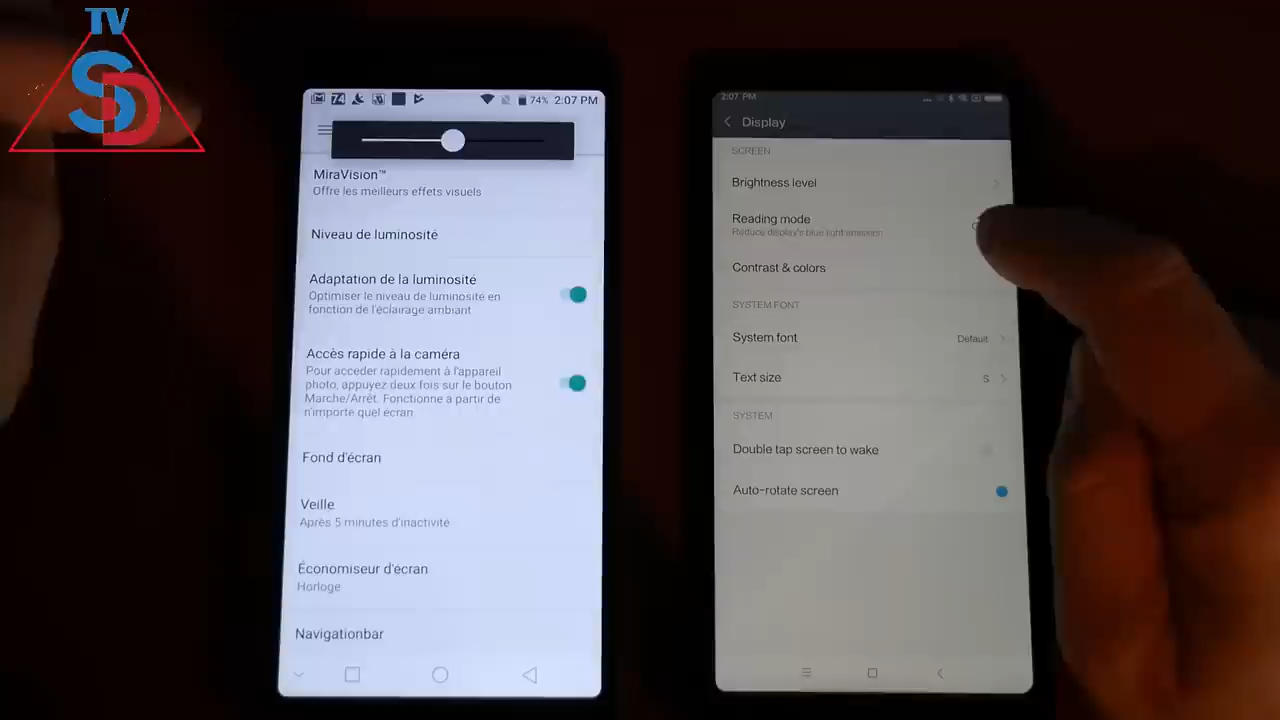 TV
SD
74% 2:07 PM
MiraVision™
Offre les meilleurs effets visuels
Niveau de luminosité
Adaptation de la luminosité
Optimiser le niveau de luminosité en
fonction de l'éclairage ambiant
Accès rapide à la caméra
Pour acceder rapidement à l'appareil
photo, appuyez deux fois sur le bouton
Marche/Arrêt. Fonctionne a partir de
n'importe quel écran
Fond d'écran
Veille
Après 5 minutes d'inactivité
Économiseur d'écran
Horloge
Navigationbar
2:07 PM
Display
SCREEN
Brightness level
Reading mode
Reduce display's blue light emission
Contrast & colors
SYSTEM FONT
System font Default
Text size S
SYSTEM
Double tap screen to wake
Auto-rotate screen